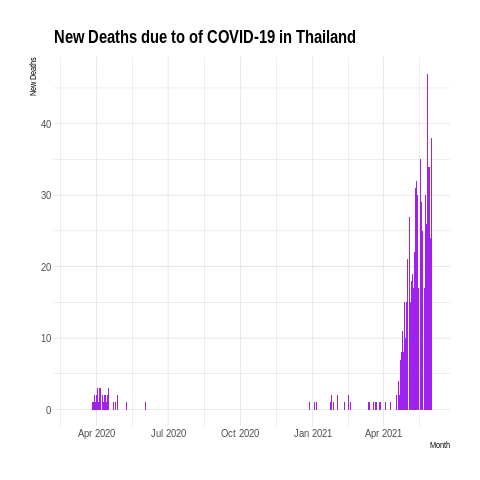 New Deaths due to of COVID-19 in Thailand
New Deaths
40
30
20
10
0
Apr 2020 Jul 2020 Oct 2020 Jan 2021 Apr 2021
Month